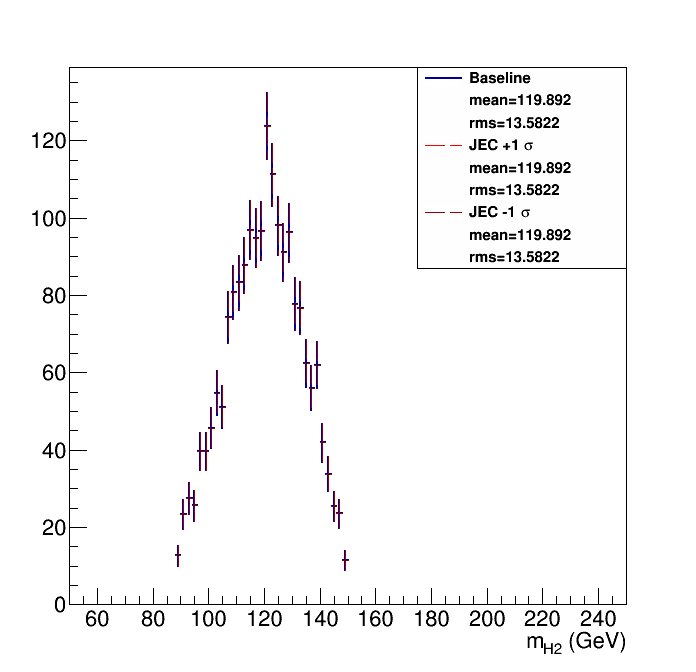 Baseline
mean=119.892
rms=13.5822
JEC +1 σ
mean=119.892
rms=13.5822
JEC -1 σ
mean=119.892
rms=13.5822
120
100
80
60
40
20
0
60 80 100 120 140 160 180 200 220 240
m_H2 (GeV)